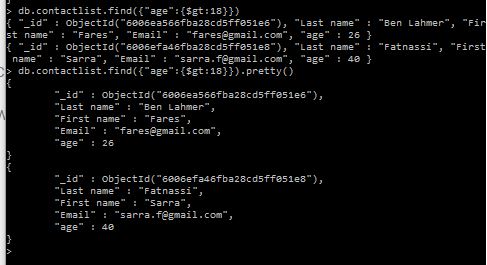 > db.contactlist.find({"age":{$gt:18}})
{ "_id" : ObjectId("6006ea566fba28cd5ff051e6"), "Last name" : "Ben Lahmer", "Fir
st name" : "Fares", "Email" : "fares@gmail.com", "age" : 26 }
{ "_id" : ObjectId("6006efa46fba28cd5ff051e8"), "Last name" : "Fatnassi", "First
 name" : "Sarra", "Email" : "sarra.f@gmail.com", "age" : 40 }
> db.contactlist.find({"age":{$gt:18}}).pretty()
{
        "_id" : ObjectId("6006ea566fba28cd5ff051e6"),
        "Last name" : "Ben Lahmer",
        "First name" : "Fares",
        "Email" : "fares@gmail.com",
        "age" : 26
}
{
        "_id" : ObjectId("6006efa46fba28cd5ff051e8"),
        "Last name" : "Fatnassi",
        "First name" : "Sarra",
        "Email" : "sarra.f@gmail.com",
        "age" : 40
}
>